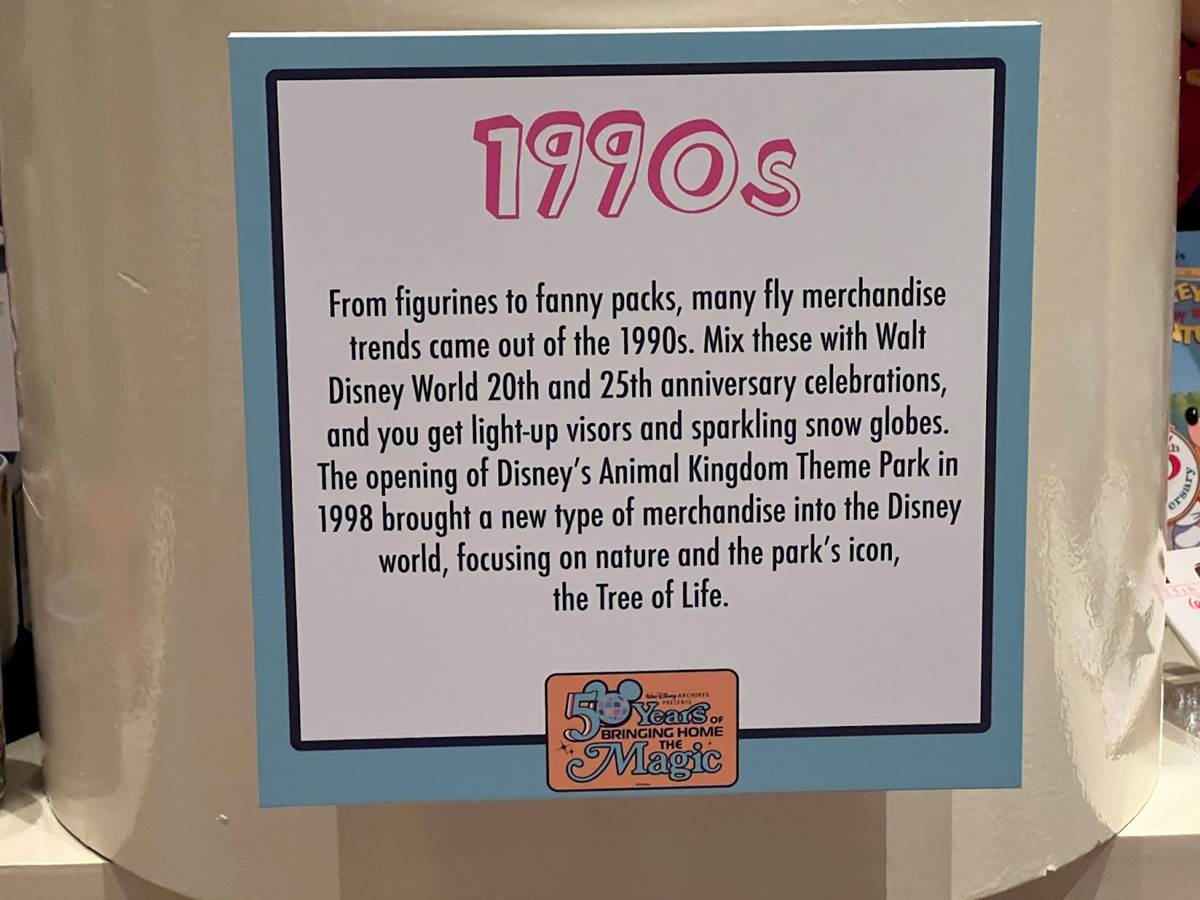 1990s
From figurines to fanny packs, many fly merchandise
trends came out of the 1990s. Mix these with Walt
Disney World 20th and 25th anniversary celebrations,
and you get light-up visors and sparkling snow globes.
The opening of Disney's Animal Kingdom Theme Park in
1998 brought a new type of merchandise into the Disney
world, focusing on nature and the park's icon,
the Tree of Life.
Walt Disney ARCHIVES
PRESENTS
50 Years OF
BRINGING HOME
THE
Magic